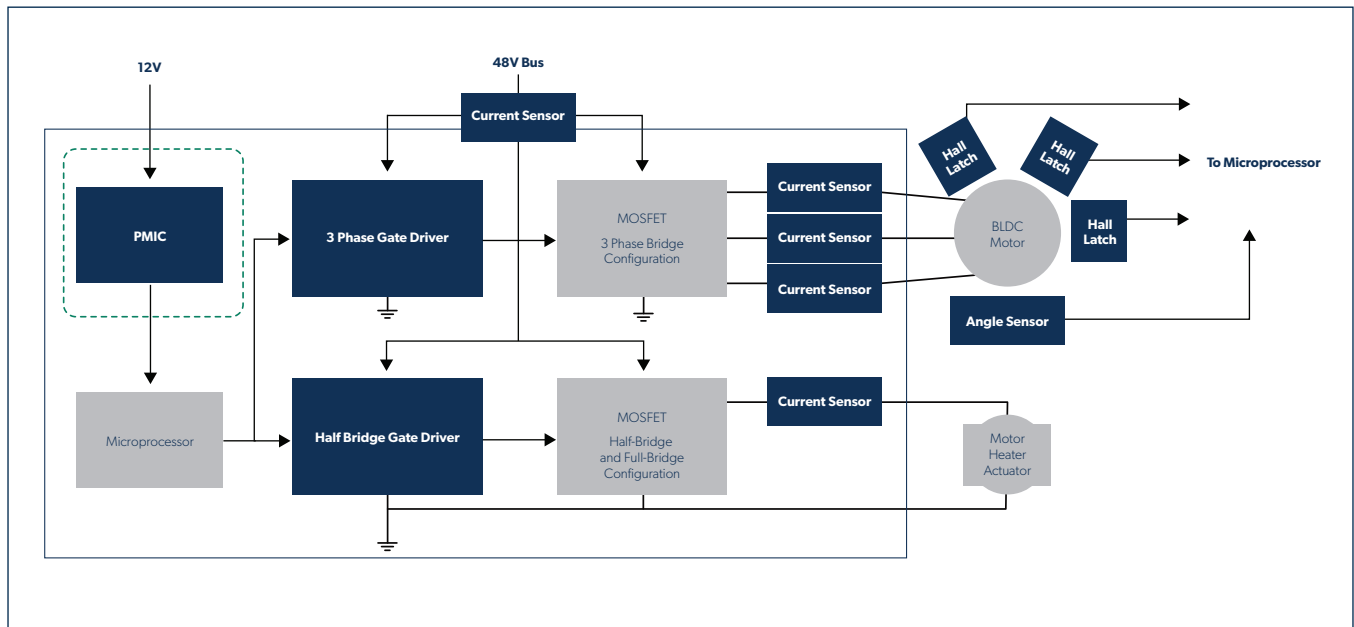 12V
48V Bus
Current Sensor
Hall
Latch
Hall
Latch
To Microprocessor
PMIC
3 Phase Gate Driver
MOSFET
3 Phase Bridge
Configuration
Current Sensor
Current Sensor
Current Sensor
BLDC
Motor
Hall
Latch
Angle Sensor
Microprocessor
Half Bridge Gate Driver
MOSFET
Half-Bridge
and Full-Bridge
Configuration
Current Sensor
Motor
Heater
Actuator